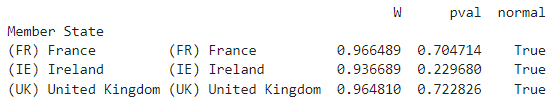 W pval normal
Member State
(FR) France (FR) France 0.966489 0.704714 True
(IE) Ireland (IE) Ireland 0.936689 0.229680 True
(UK) United Kingdom (UK) United Kingdom 0.964810 0.722826 True